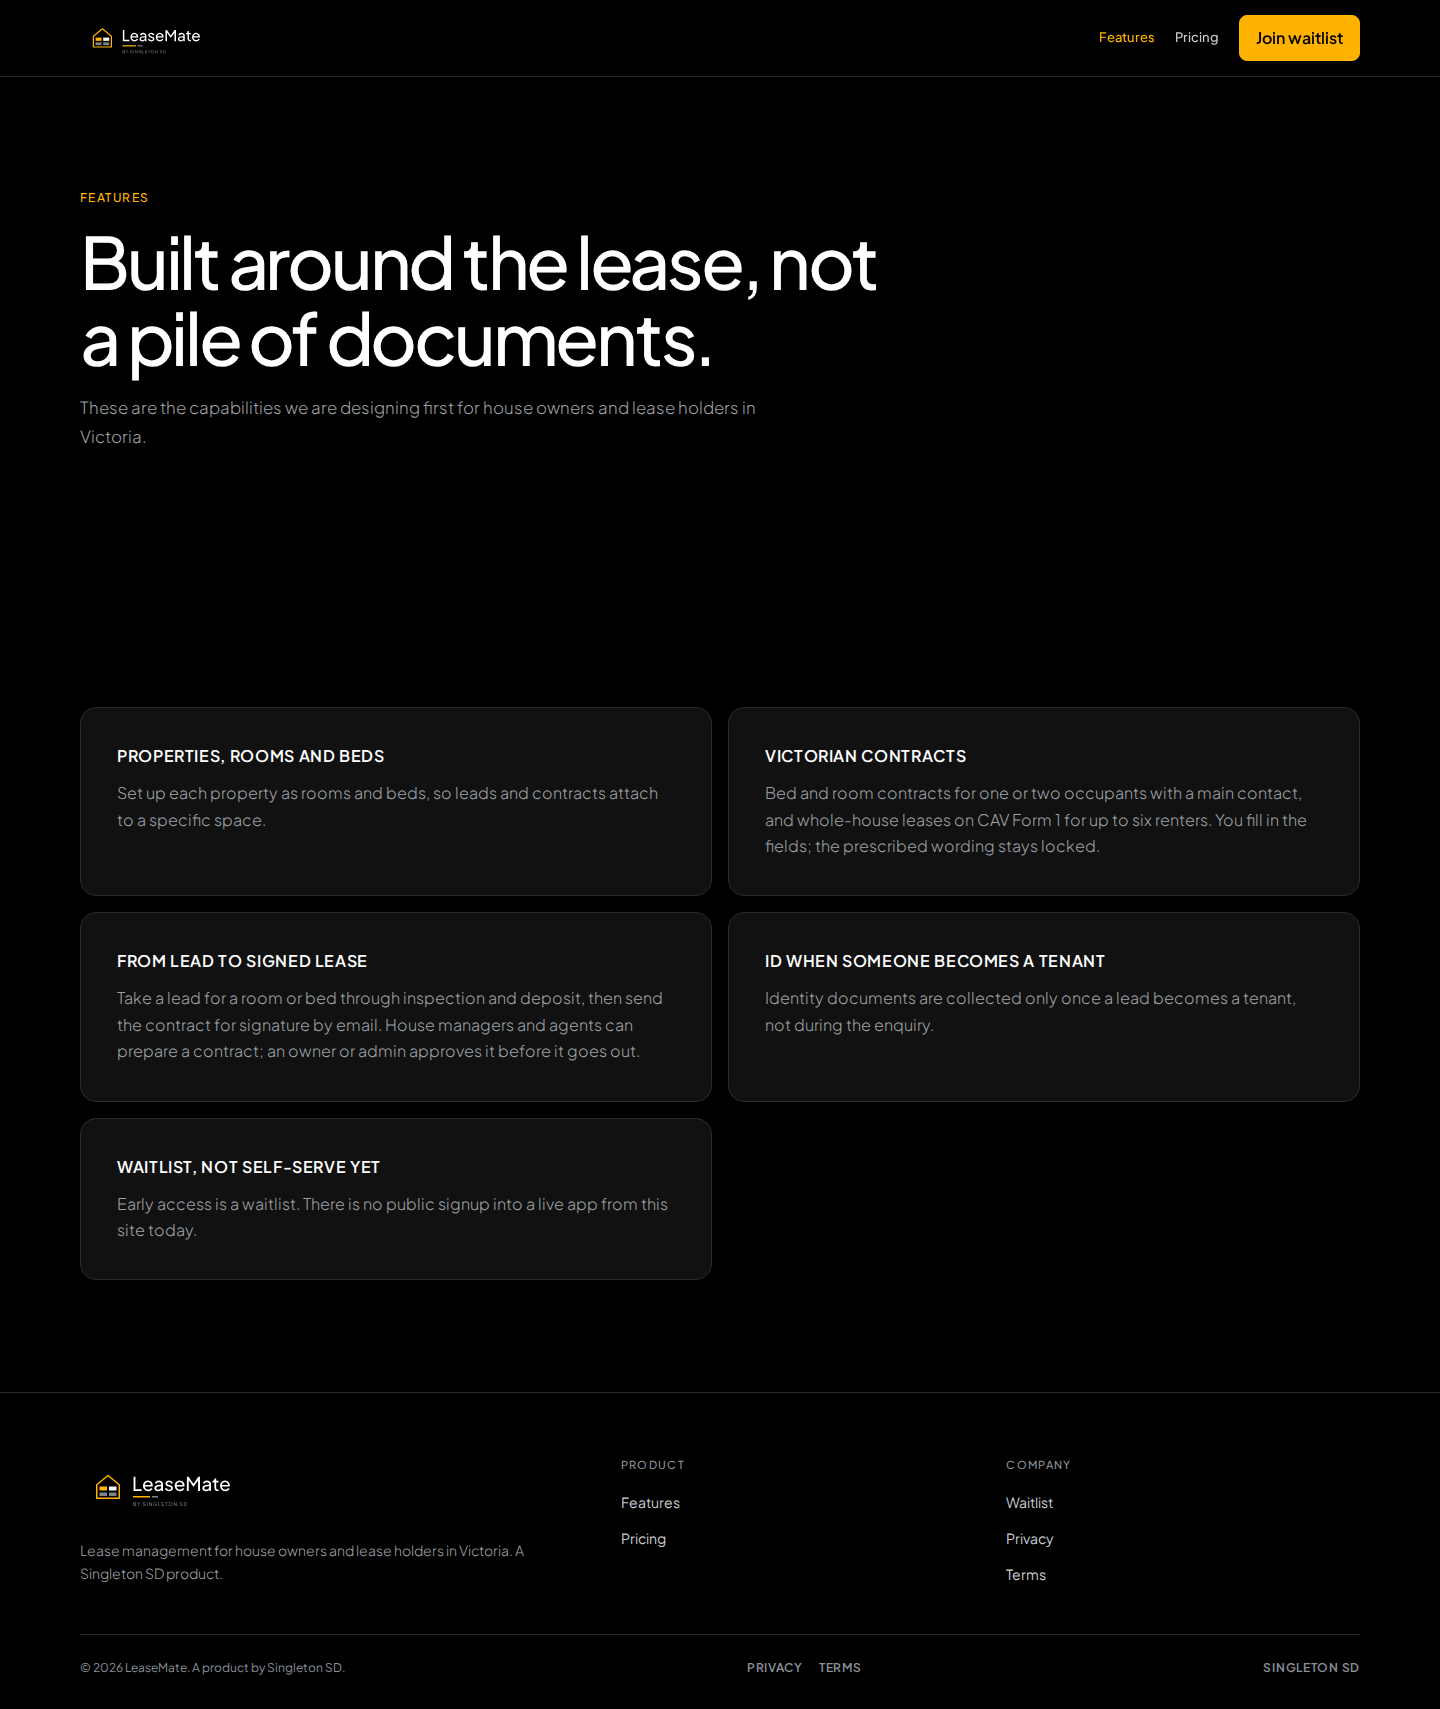 LeaseMate
BY SINGLETON SD
Features
Pricing
Join waitlist
FEATURES
Built around the lease, not
a pile of documents.
These are the capabilities we are designing first for house owners and lease holders in
Victoria.
PROPERTIES, ROOMS AND BEDS
Set up each property as rooms and beds, so leads and contracts attach
to a specific space.
VICTORIAN CONTRACTS
Bed and room contracts for one or two occupants with a main contact,
and whole-house leases on CAV Form 1 for up to six renters. You fill in the
fields; the prescribed wording stays locked.
FROM LEAD TO SIGNED LEASE
Take a lead for a room or bed through inspection and deposit, then send
the contract for signature by email. House managers and agents can
prepare a contract; an owner or admin approves it before it goes out.
ID WHEN SOMEONE BECOMES A TENANT
Identity documents are collected only once a lead becomes a tenant,
not during the enquiry.
WAITLIST, NOT SELF-SERVE YET
Early access is a waitlist. There is no public signup into a live app from this
site today.
LeaseMate
BY SINGLETON SD
Lease management for house owners and lease holders in Victoria. A
Singleton SD product.
PRODUCT
Features
Pricing
COMPANY
Waitlist
Privacy
Terms
© 2026 LeaseMate. A product by Singleton SD.
PRIVACY
TERMS
SINGLETON SD